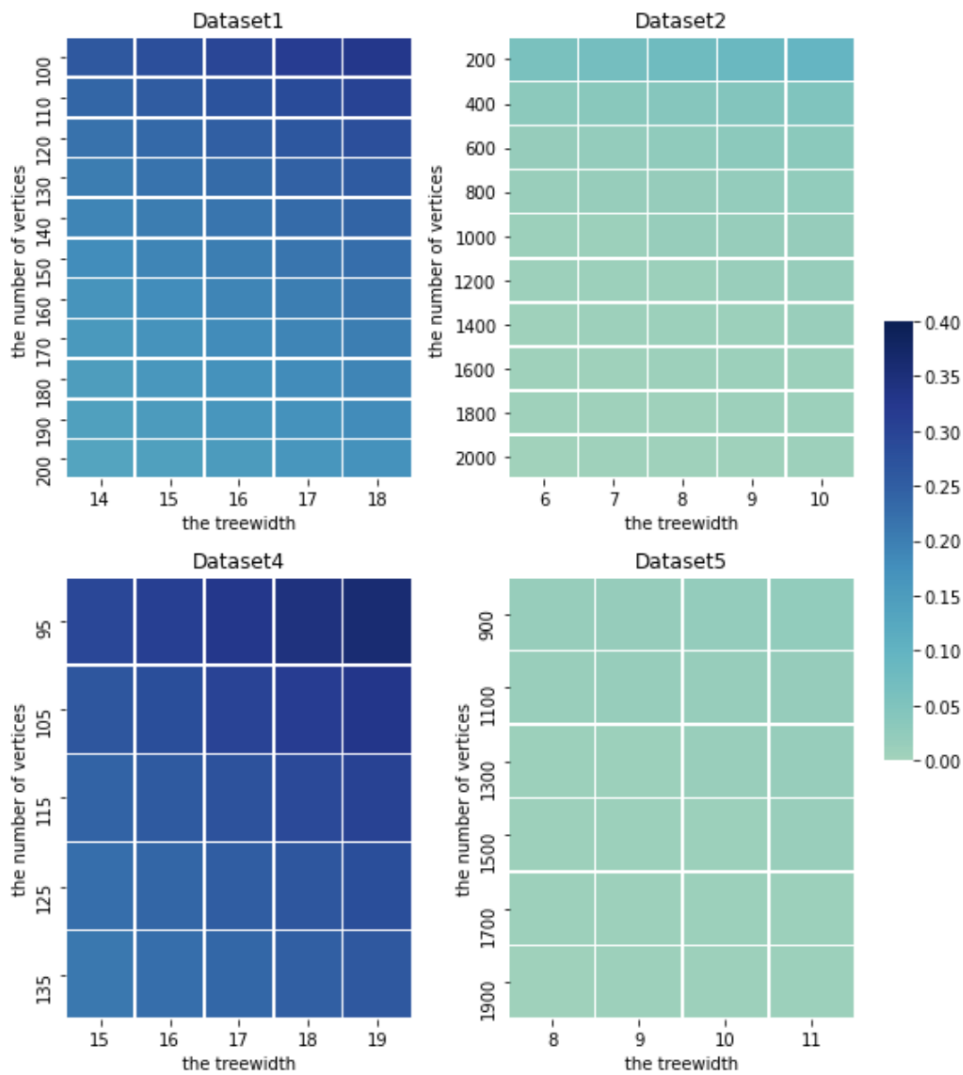 Dataset1
the number of vertices
100
110
120
130
140
150
160
170
180
190
200
14 15 16 17 18
the treewidth
Dataset2
the number of vertices
200
400
600
800
1000
1200
1400
1600
1800
2000
6 7 8 9 10
the treewidth
Dataset4
the number of vertices
95
105
115
125
135
15 16 17 18 19
the treewidth
Dataset5
the number of vertices
900
1100
1300
1500
1700
1900
8 9 10 11
the treewidth
0.40
0.35
0.30
0.25
0.20
0.15
0.10
0.05
0.00